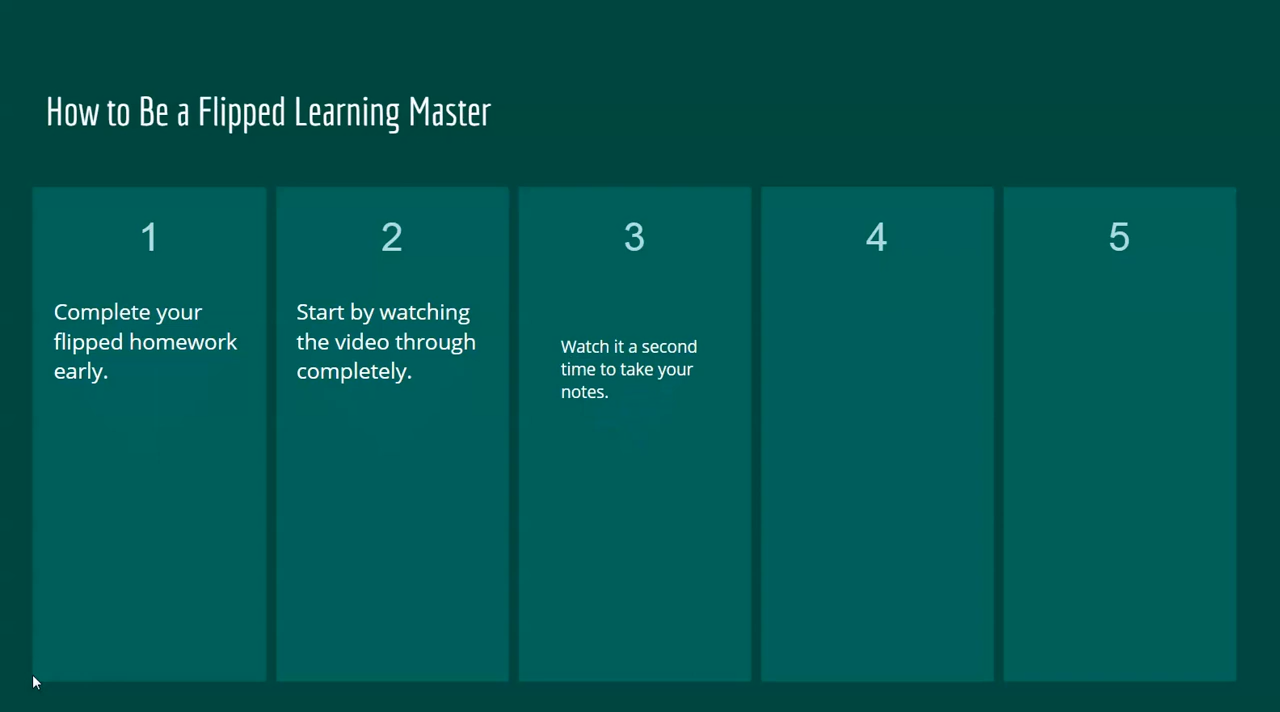 How to Be a Flipped Learning Master
1
Complete your
flipped homework
early.
2
Start by watching
the video through
completely.
3
Watch it a second
time to take your
notes.
4
5